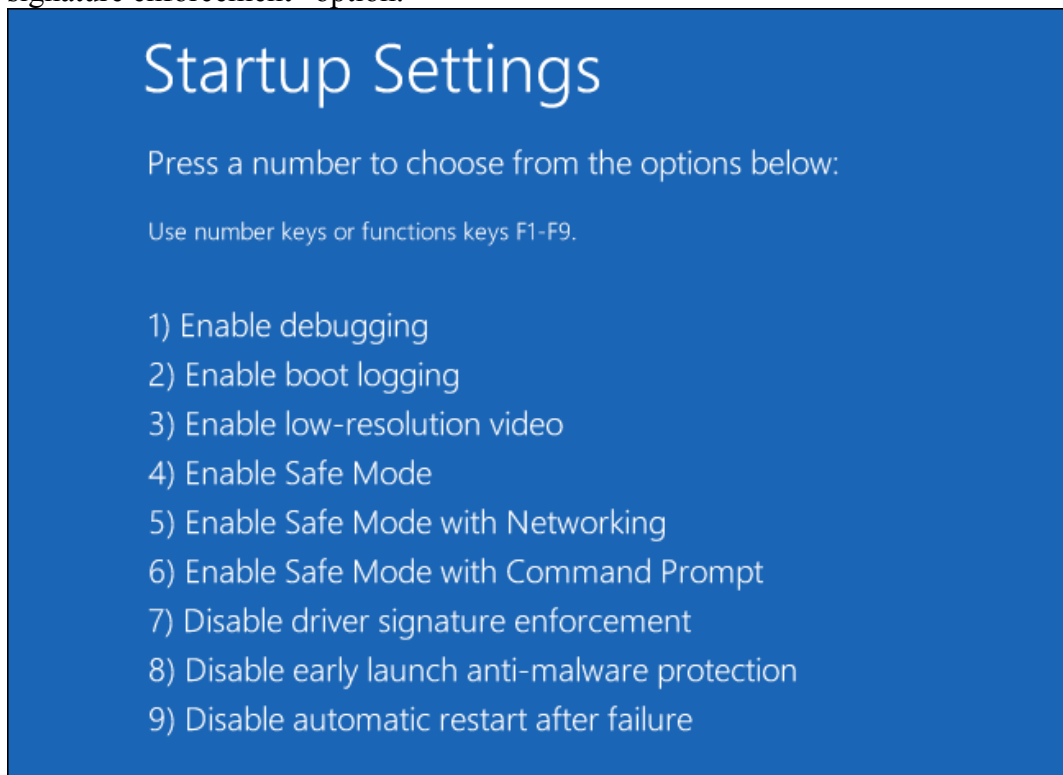 Startup Settings
Press a number to choose from the options below:
Use number keys or functions keys F1-F9.
1) Enable debugging
2) Enable boot logging
3) Enable low-resolution video
4) Enable Safe Mode
5) Enable Safe Mode with Networking
6) Enable Safe Mode with Command Prompt
7) Disable driver signature enforcement
8) Disable early launch anti-malware protection
9) Disable automatic restart after failure